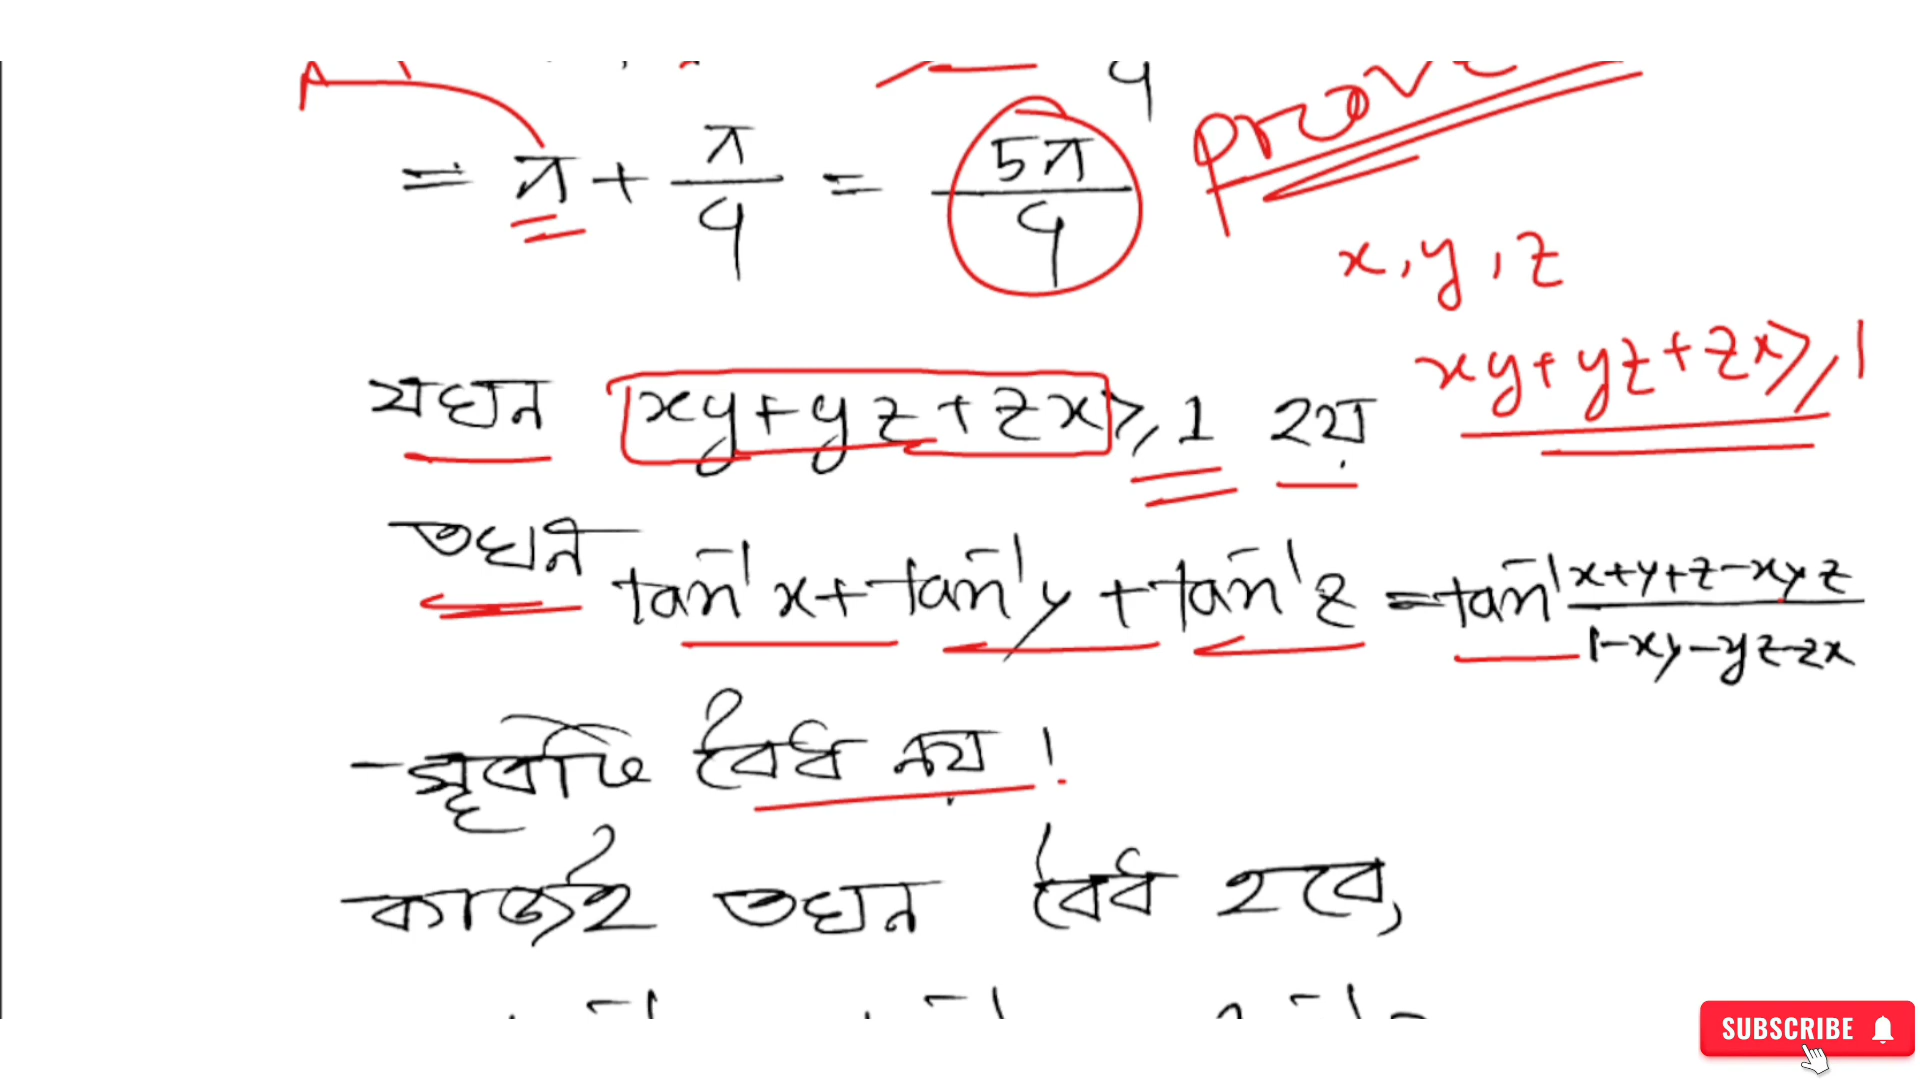 4 prove
= π + π/4 = 5π/4
x, y, z
xy+yz+zx ≥ 1
যখন xy+yz+zx ≥ 1 হয়
তখন tan⁻¹x + tan⁻¹y + tan⁻¹z = tan⁻¹ (x+y+z-xyz)/(1-xy-yz-zx)
-সূত্রটি বৈধ নয়।
কাজেই তখন বৈধ হবে,
SUBSCRIBE